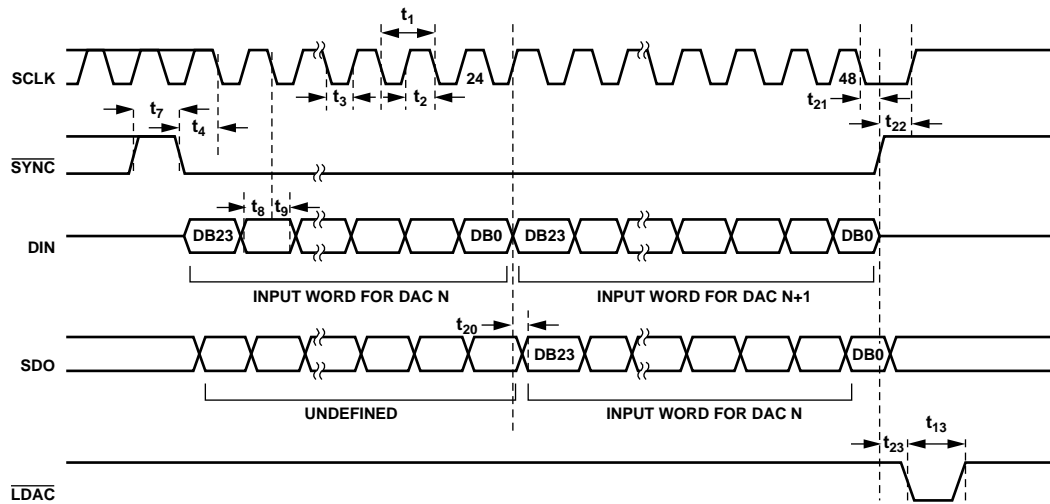 t1
SCLK
24
48
t3
t2
t21
t7
t4
t22
SYNC
t8
t9
DIN
DB23
DB0
DB23
DB0
INPUT WORD FOR DAC N
INPUT WORD FOR DAC N+1
t20
SDO
DB23
DB0
UNDEFINED
INPUT WORD FOR DAC N
t23
t13
LDAC